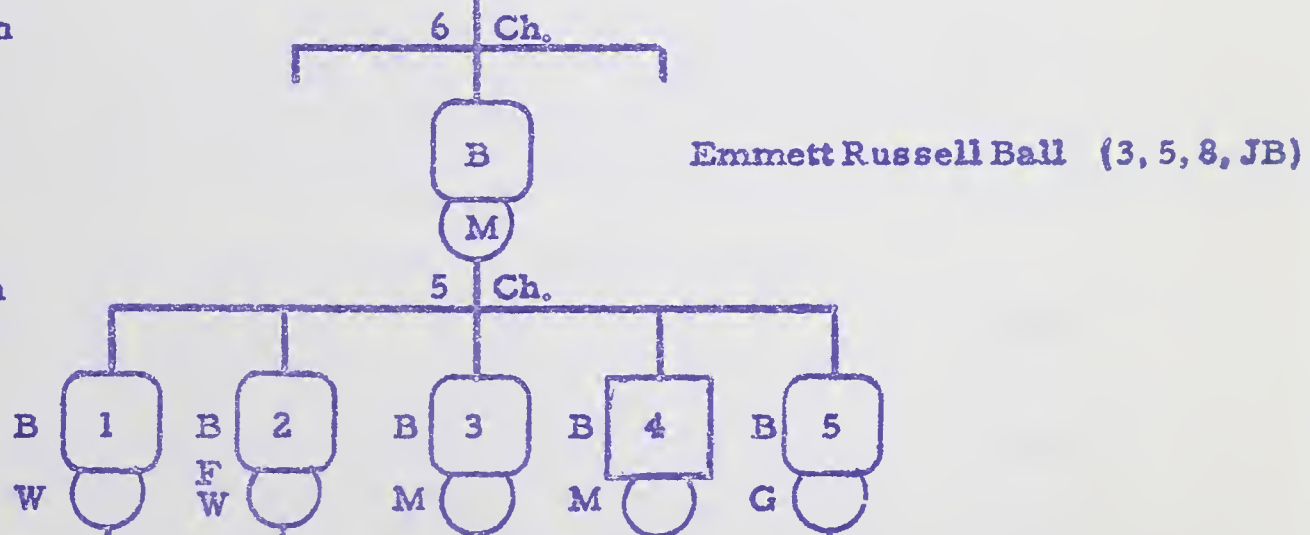 n
6 Ch.
B
Emmett Russell Ball (3, 5, 8, JB)
M
n
5 Ch.
B 1 B 2 B 3 B 4 B 5
F
W W M M G